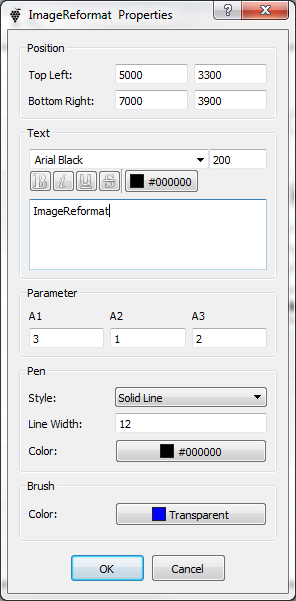 ImageReformat Properties
?
Position
Top Left: 5000 3300
Bottom Right: 7000 3900
Text
Arial Black 200
B i U S #000000
ImageReformat
Parameter
A1 A2 A3
3 1 2
Pen
Style: Solid Line
Line Width: 12
Color: #000000
Brush
Color: Transparent
OK Cancel